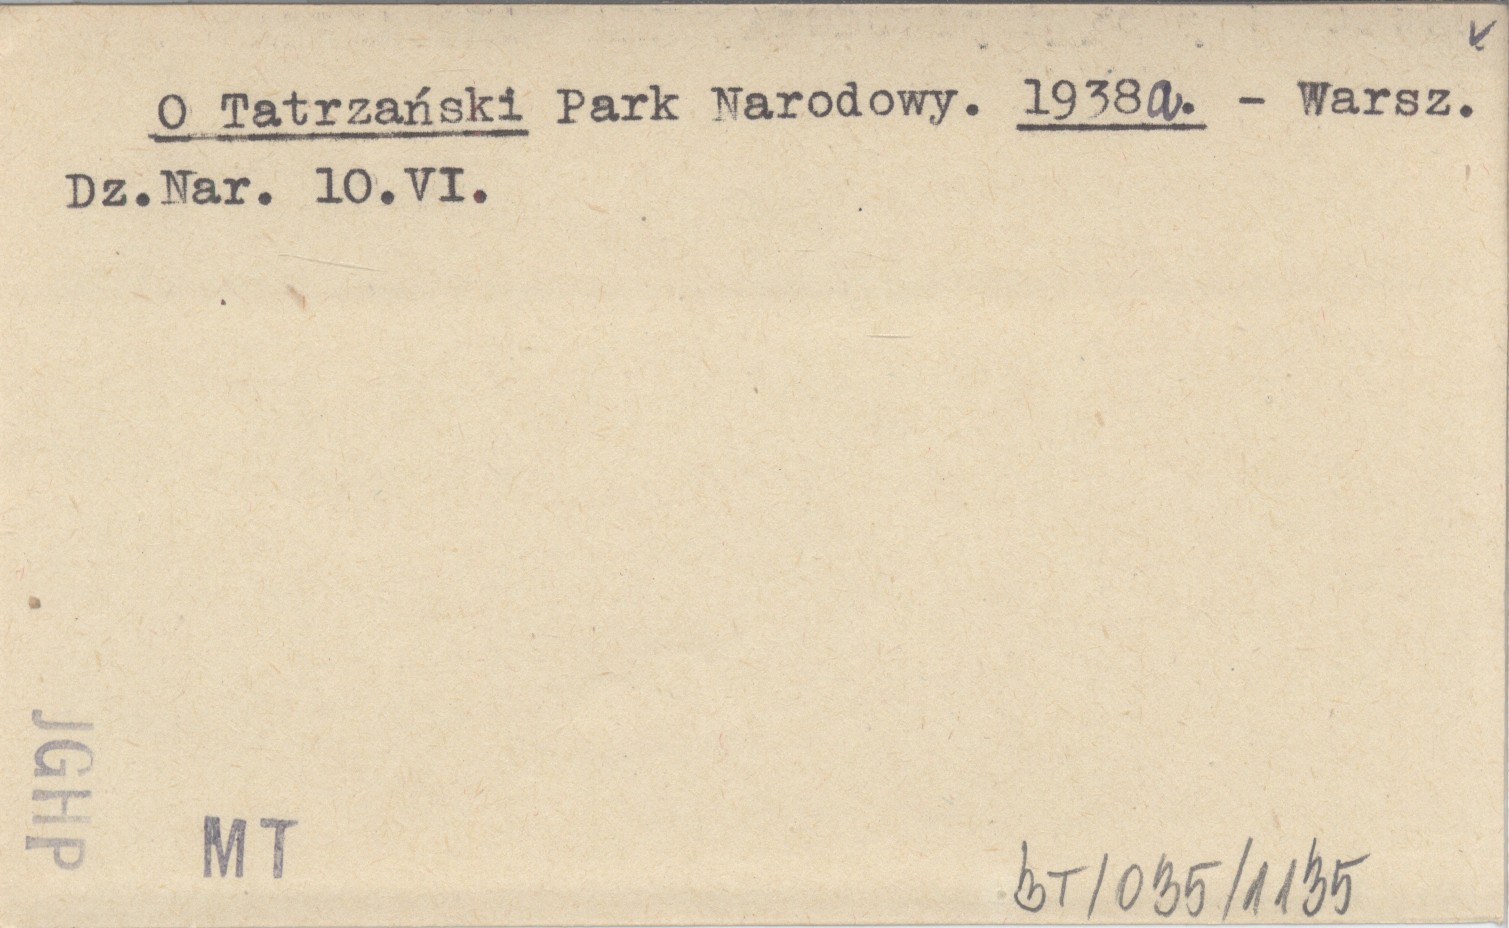 O Tatrzański Park Narodowy. 1938a. - Warsz.
Dz.Nar. 10.VI.
JGHP
MT
BT/035/1135